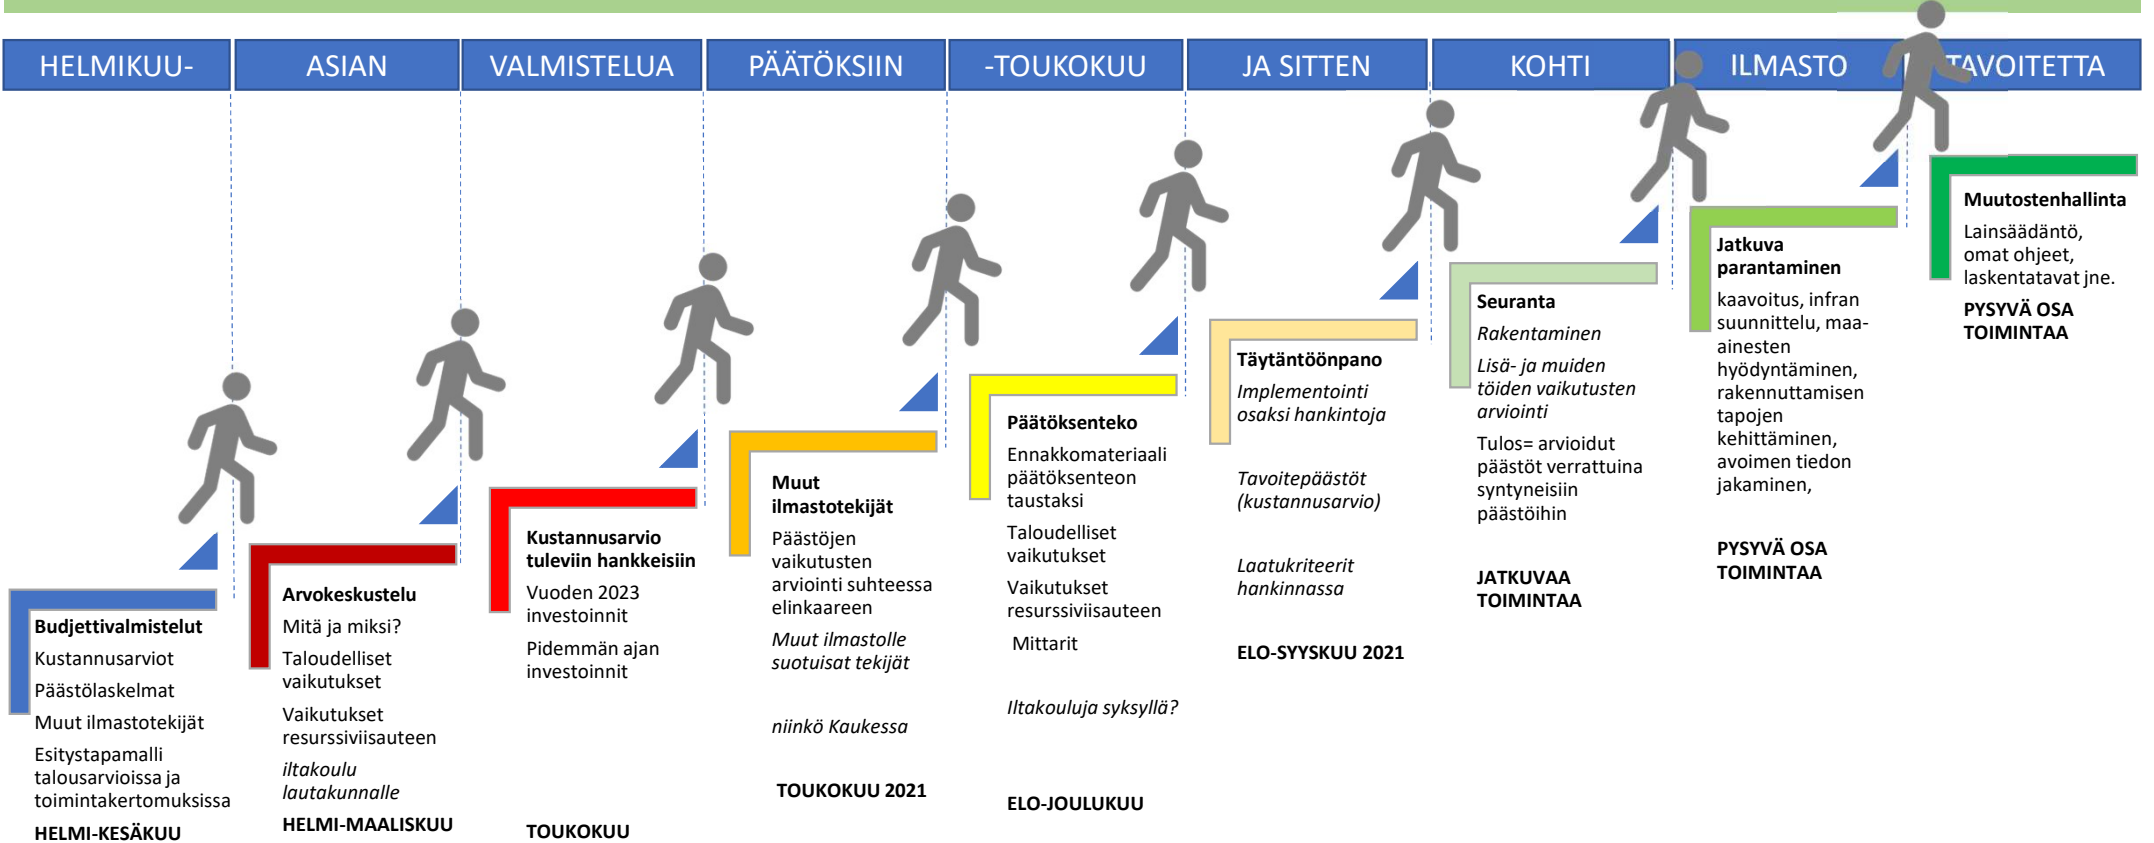 HELMIKUU-
ASIAN
VALMISTELUA
PÄÄTÖKSIIN
-TOUKOKUU
JA SITTEN
KOHTI
ILMASTO
TAVOITETTA
Budjettivalmistelut
Kustannusarviot
Päästölaskelmat
Muut ilmastotekijät
Esitystapamalli
talousarvioissa ja
toimintakertomuksissa
HELMI-KESÄKUU
Arvokeskustelu
Mitä ja miksi?
Taloudelliset
vaikutukset
Vaikutukset
resurssiviisauteen
iltakoulu
lautakunnalle
HELMI-MAALISKUU
Kustannusarvio
tuleviin hankkeisiin
Vuoden 2023
investoinnit
Pidemmän ajan
investoinnit
TOUKOKUU
Muut
ilmastotekijät
Päästöjen
vaikutusten
arviointi suhteessa
elinkaareen
Muut ilmastolle
suotuisat tekijät
niinkö Kaukessa
TOUKOKUU 2021
Päätöksenteko
Ennakkomateriaali
päätöksenteon
taustaksi
Taloudelliset
vaikutukset
Vaikutukset
resurssiviisauteen
Mittarit
Iltakouluja syksyllä?
ELO-JOULUKUU
Täytäntöönpano
Implementointi
osaksi hankintoja
Tavoitepäästöt
(kustannusarvio)
Laatukriteerit
hankinnassa
ELO-SYYSKUU 2021
Seuranta
Rakentaminen
Lisä- ja muiden
töiden vaikutusten
arviointi
Tulos= arvioidut
päästöt verrattuina
syntyneisiin
päästöihin
JATKUVAA
TOIMINTAA
Jatkuva
parantaminen
kaavoitus, infran
suunnittelu, maa-
ainesten
hyödyntäminen,
rakennuttamisen
tapojen
kehittäminen,
avoimen tiedon
jakaminen,
PYSYVÄ OSA
TOIMINTAA
Muutostenhallinta
Lainsäädäntö,
omat ohjeet,
laskentatavat jne.
PYSYVÄ OSA
TOIMINTAA